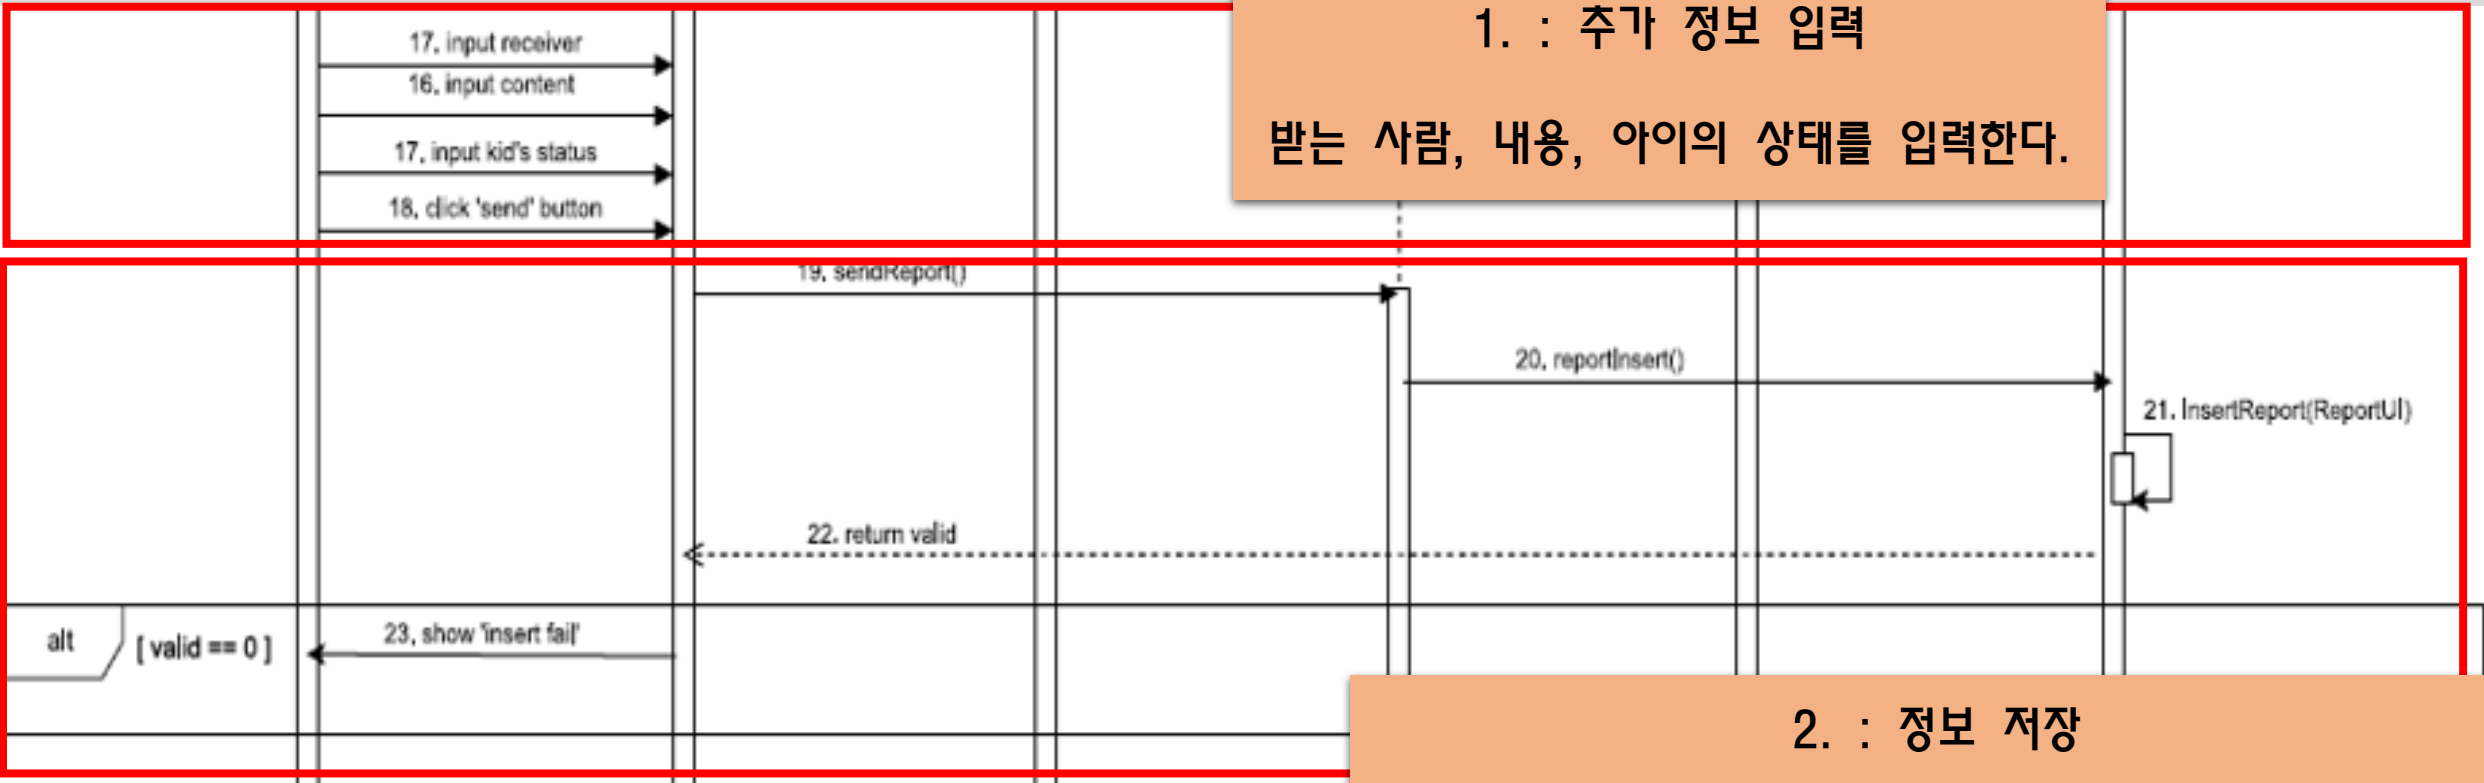 17. input receiver
1. : 추가 정보 입력
16. input content
받는 사람, 내용, 아이의 상태를 입력한다.
17. input kid's status
18. click 'send' button
19. sendReport()
20. reportInsert()
21. InsertReport(ReportUI)
22. return valid
alt
[ valid == 0 ]
23. show 'insert fail'
2. : 정보 저장